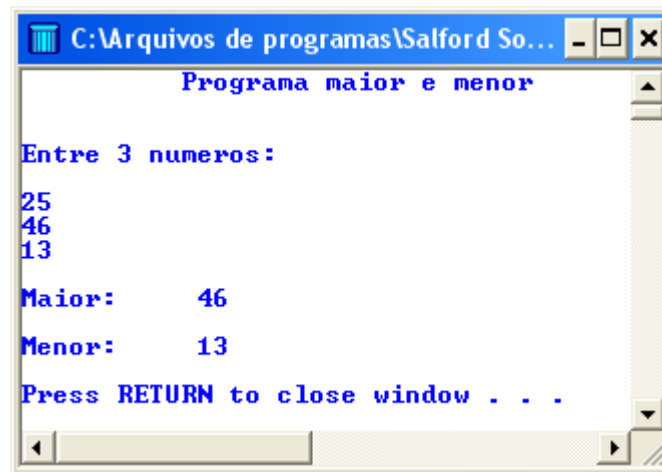 C:\Arquivos de programas\Salford So...
Programa maior e menor
Entre 3 numeros:
25
46
13
Maior: 46
Menor: 13
Press RETURN to close window . . .